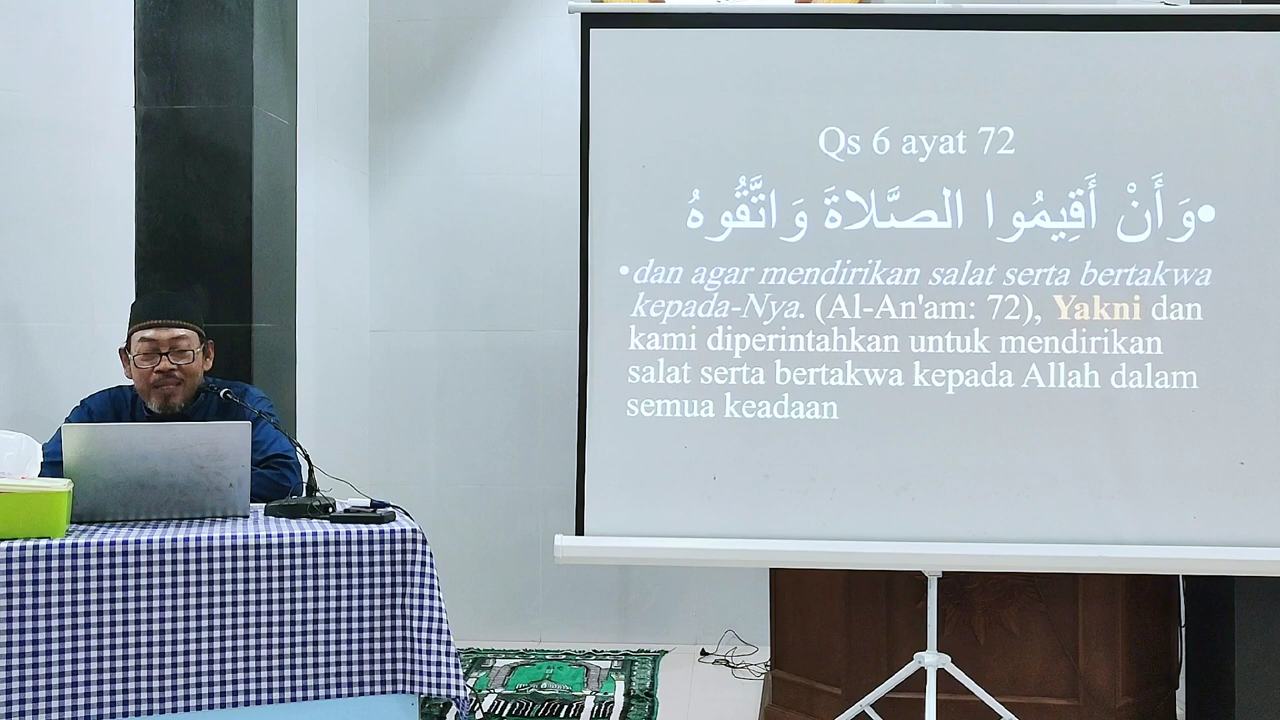 Qs 6 ayat 72
•وَأَنْ أَقِيمُوا الصَّلاةَ وَاتَّقُوهُ
•dan agar mendirikan salat serta bertakwa
kepada-Nya. (Al-An'am: 72), Yakni dan
kami diperintahkan untuk mendirikan
salat serta bertakwa kepada Allah dalam
semua keadaan